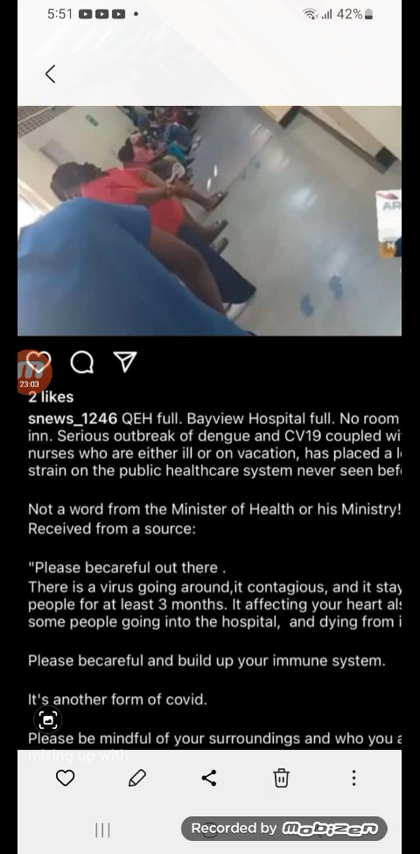 5:51
42%
AR
23:03
2 likes
snews_1246 QEH full. Bayview Hospital full. No room
inn. Serious outbreak of dengue and CV19 coupled wi
nurses who are either ill or on vacation, has placed a l
strain on the public healthcare system never seen bef
Not a word from the Minister of Health or his Ministry!
Received from a source:
"Please becareful out there .
There is a virus going around,it contagious, and it stay
people for at least 3 months. It affecting your heart als
some people going into the hospital, and dying from i
Please becareful and build up your immune system.
It's another form of covid.
Please be mindful of your surroundings and who you a
mixing up with
Recorded by mobizen